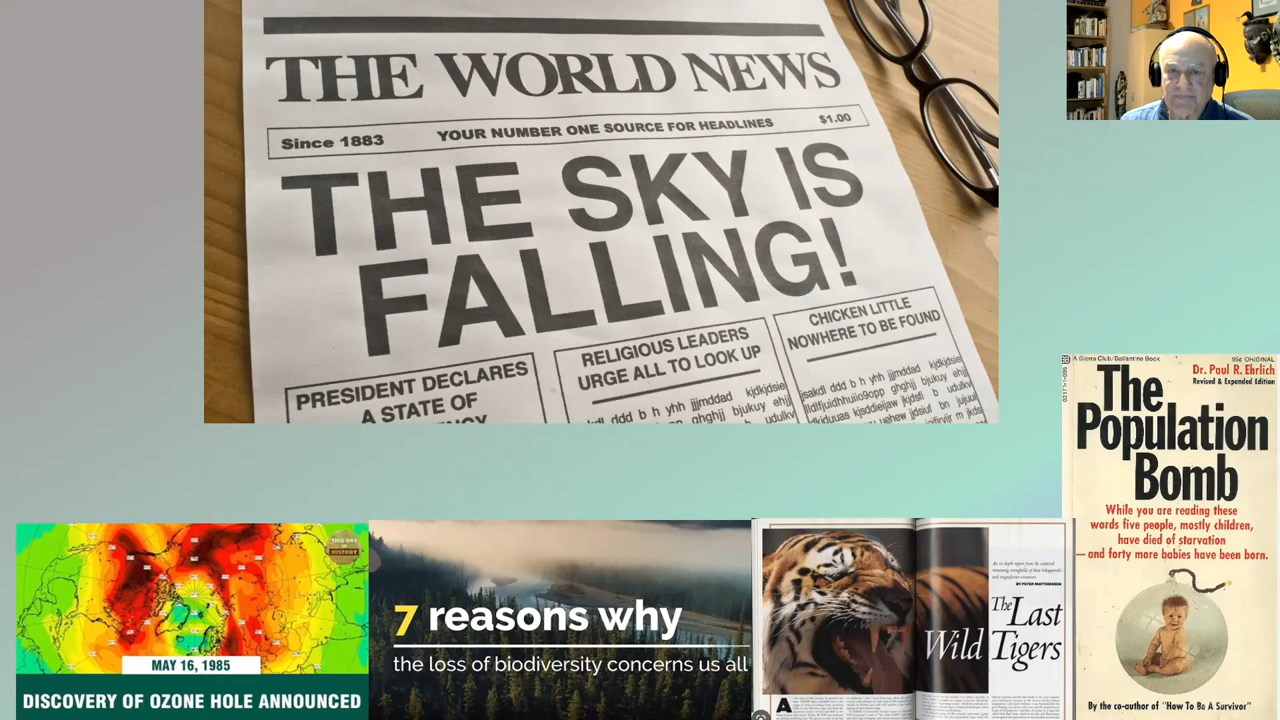 THE WORLD NEWS
Since 1883 YOUR NUMBER ONE SOURCE FOR HEADLINES $1.00
THE SKY IS
FALLING!
PRESIDENT DECLARES
A STATE OF
RELIGIOUS LEADERS
URGE ALL TO LOOK UP
CHICKEN LITTLE
NOWHERE TO BE FOUND
A Sierra Club/Ballantine Book 95¢ ORIGINAL
The
Population
Bomb
Dr. Paul R. Ehrlich
Revised & Expanded Edition
While you are reading these
words five people, mostly children,
have died of starvation
—and forty more babies have been born.
By the co-author of "How To Be A Survivor"
THIS DAY
IN
HISTORY
MAY 16, 1985
DISCOVERY OF OZONE HOLE ANNOUNCED
7 reasons why
the loss of biodiversity concerns us all
BY PETER MATTHIESSEN
The Last
Wild Tigers